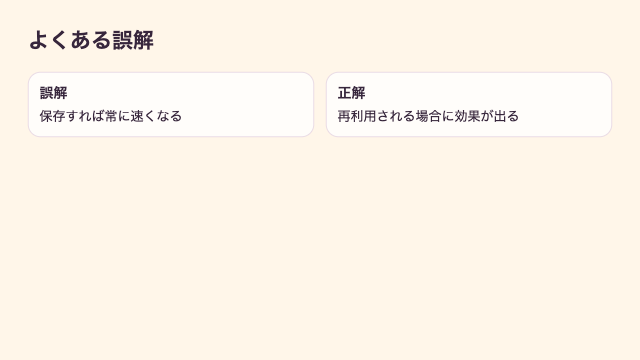 よくある誤解
誤解
保存すれば常に速くなる
正解
再利用される場合に効果が出る